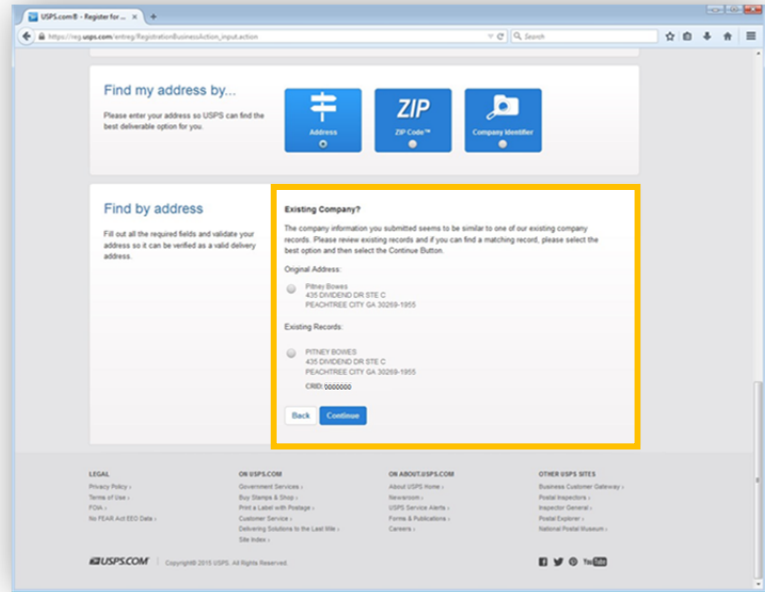 USPS.com® - Register for ...
https://reg.usps.com/entreg/RegistrationBusinessAction_input.action
Search
Find my address by...
Please enter your address so USPS can find the
best deliverable option for you.
Address
ZIP
ZIP Code™
Company Identifier
Find by address
Fill out all the required fields and validate your
address so it can be verified as a valid delivery
address.
Existing Company?
The company information you submitted seems to be similar to one of our existing company
records. Please review existing records and if you can find a matching record, please select the
best option and then select the Continue Button.
Original Address:
Pitney Bowes
435 DIVIDEND DR STE C
PEACHTREE CITY GA 30269-1955
Existing Records:
PITNEY BOWES
435 DIVIDEND DR STE C
PEACHTREE CITY GA 30269-1955
CRID: 0000000
Back
Continue
LEGAL
Privacy Policy ›
Terms of Use ›
FOIA ›
No FEAR Act EEO Data ›
ON USPS.COM
Government Services ›
Buy Stamps & Shop ›
Print a Label with Postage ›
Customer Service ›
Delivering Solutions to the Last Mile ›
Site Index ›
ON ABOUT.USPS.COM
About USPS Home ›
Newsroom ›
USPS Service Alerts ›
Forms & Publications ›
Careers ›
OTHER USPS SITES
Business Customer Gateway ›
Postal Inspectors ›
Inspector General ›
Postal Explorer ›
National Postal Museum ›
USPS.COM
Copyright© 2015 USPS. All Rights Reserved.
You Tube